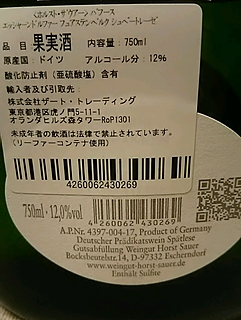 ホルスト・ザウアーン ハフース
エッシャーンドルファー フュアステンベルク シュペートレーゼ
品 目 果実酒 内容量:750ml
原産国:ドイツ アルコール分:12%
酸化防止剤(亜硫酸塩)含有
輸入者及び引取先:
株式会社ザート・トレーディング
東京都港区虎ノ門5-11-1
オランダヒルズ森タワーRoP1301
未成年者の飲酒は法律で禁止されています。
(リーファーコンテナ使用)
4260062430269
750ml・12,0%vol
4 260062 430269
A.P.Nr. 4397-004-17, Product of Germany
Deutscher Prädikatswein Spätlese
Gutsabfüllung Weingut Horst Sauer
Bocksbeutelstr. 14, D-97332 Escherndorf
www.weingut-horst-sauer.de
Enthält Sulfite